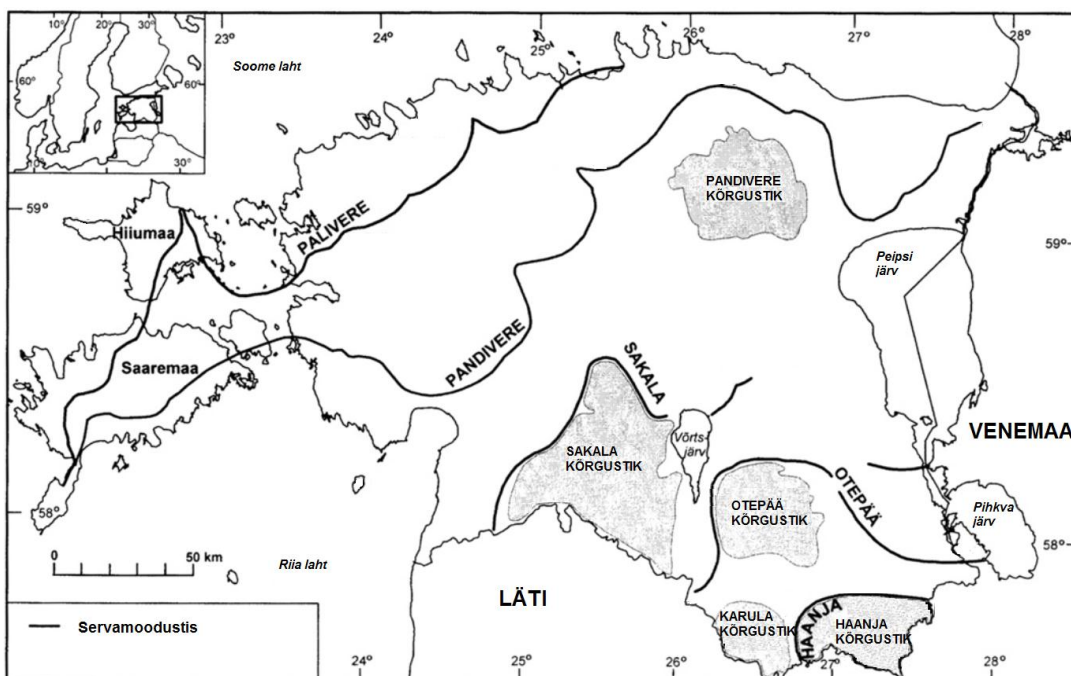 10°
20°
30°
60°
60°
10°
30°
23°
24°
25°
26°
27°
28°
Soome laht
59°
Hiiumaa
PALIVERE
PANDIVERE
KÕRGUSTIK
59°
Peipsi
järv
Saaremaa
PANDIVERE
SAKALA
VENEMAA
Võrts-
järv
SAKALA
KÕRGUSTIK
OTEPÄÄ
KÕRGUSTIK
OTEPÄÄ
58°
Pihkva
järv
58°
0
50 km
Riia laht
LÄTI
Servamoodustis
KARULA
KÕRGUSTIK
HAANJA
HAANJA
KÕRGUSTIK
24°
25°
26°
27°
28°